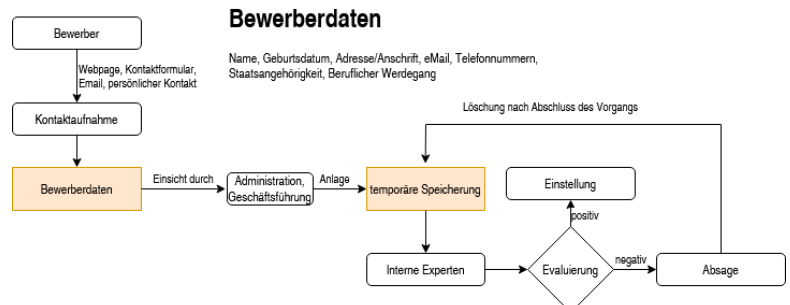 Bewerberdaten
Bewerber
Name, Geburtsdatum, Adresse/Anschrift, eMail, Telefonnummern,
Staatsangehörigkeit, Beruflicher Werdegang
Webpage, Kontaktformular,
Email, persönlicher Kontakt
Löschung nach Abschluss des Vorgangs
Kontaktaufnahme
Bewerberdaten
Einsicht durch
Administration,
Geschäftsführung
Anlage
temporäre Speicherung
Einstellung
positiv
Interne Experten
Evaluierung
negativ
Absage